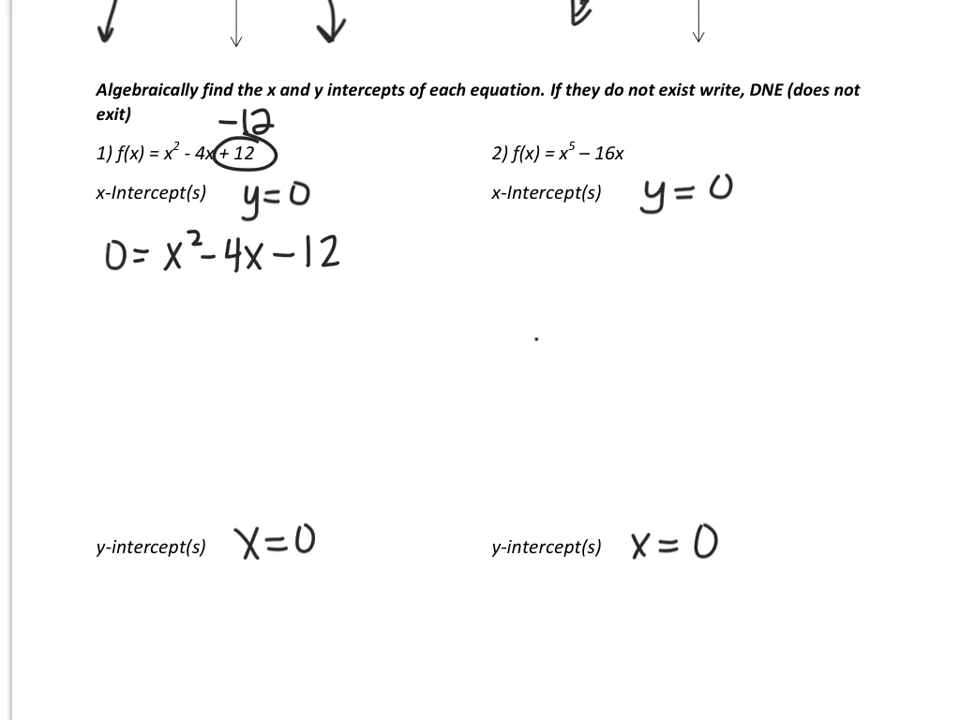 Algebraically find the x and y intercepts of each equation. If they do not exist write, DNE (does not
exit)
-12
1) f(x) = x² - 4x + 12
x-Intercept(s) y=0
0 = x² - 4x - 12
y-intercept(s) x=0
2) f(x) = x⁵ – 16x
x-Intercept(s) y = 0
y-intercept(s) x = 0